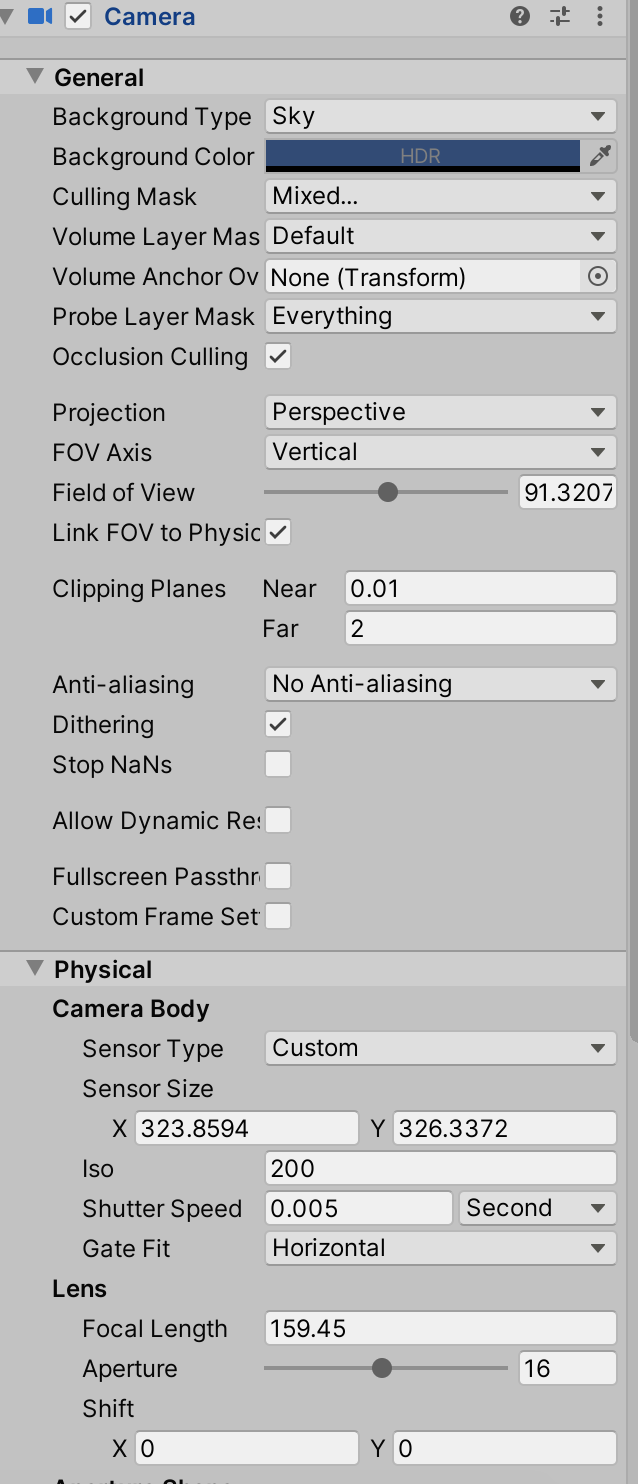 Camera
General
Background Type Sky
Background Color HDR
Culling Mask Mixed...
Volume Layer Mas Default
Volume Anchor Ov None (Transform)
Probe Layer Mask Everything
Occlusion Culling
Projection Perspective
FOV Axis Vertical
Field of View 91.3207
Link FOV to Physic
Clipping Planes Near 0.01
Far 2
Anti-aliasing No Anti-aliasing
Dithering
Stop NaNs
Allow Dynamic Res
Fullscreen Passthr
Custom Frame Set
Physical
Camera Body
Sensor Type Custom
Sensor Size
X 323.8594 Y 326.3372
Iso 200
Shutter Speed 0.005 Second
Gate Fit Horizontal
Lens
Focal Length 159.45
Aperture 16
Shift
X 0 Y 0